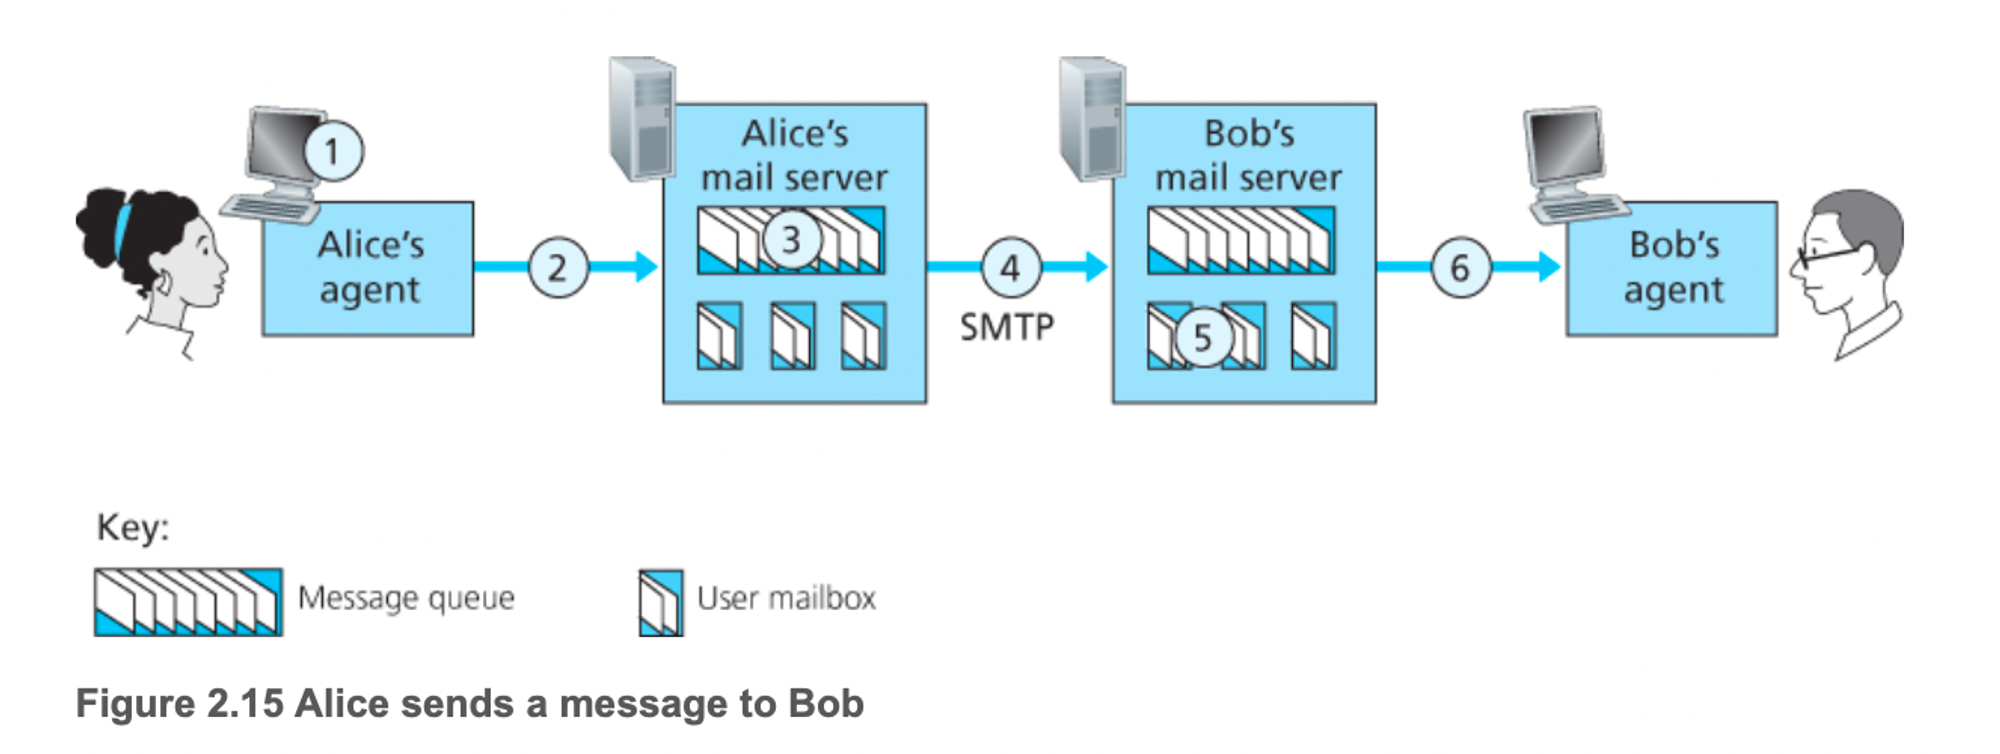 1
Alice's
agent
2
Alice's
mail server
3
4
SMTP
Bob's
mail server
5
6
Bob's
agent
Key:
Message queue
User mailbox
Figure 2.15 Alice sends a message to Bob